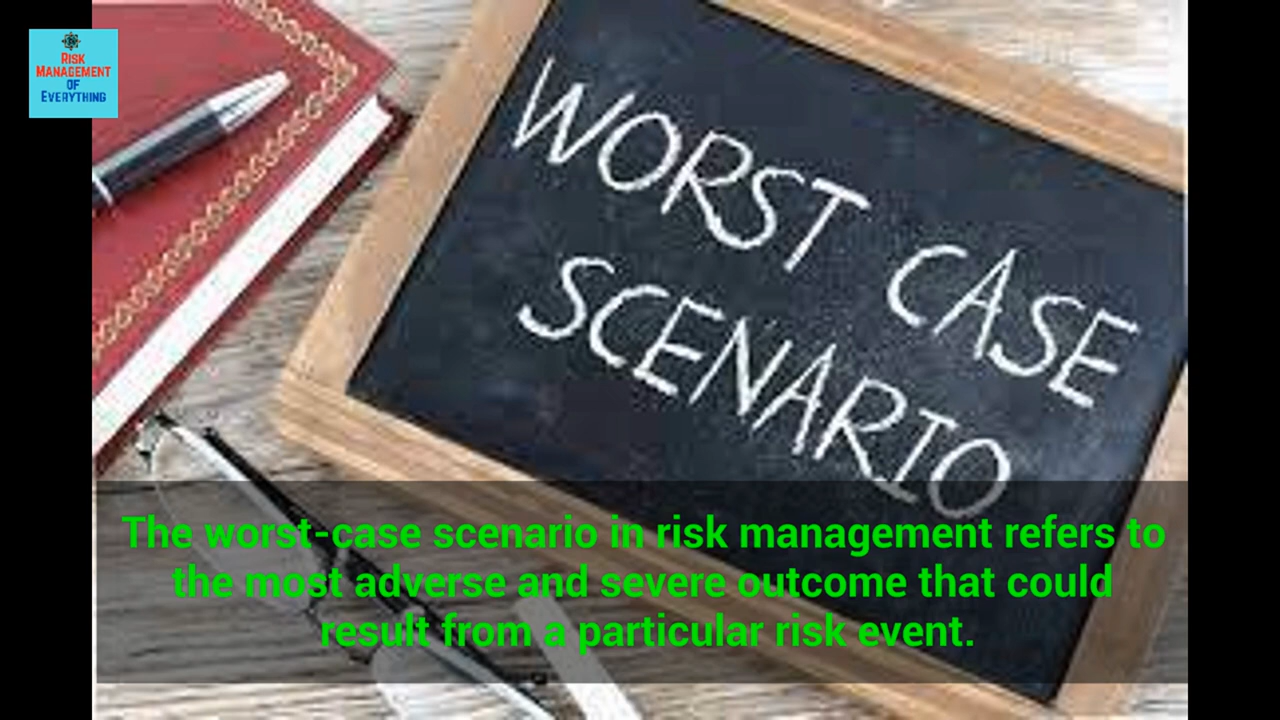 RISK
MANAGEMENT
OF
EVERYTHING
WORST CASE
SCENARIO
The worst-case scenario in risk management refers to
the most adverse and severe outcome that could
result from a particular risk event.